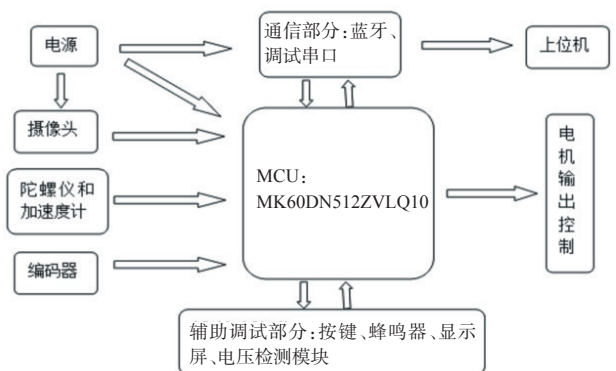 电源
通信部分:蓝牙、
调试串口
上位机
摄像头
MCU:
MK60DN512ZVLQ10
电机输出控制
陀螺仪和
加速度计
编码器
辅助调试部分:按键、蜂鸣器、显示
屏、电压检测模块